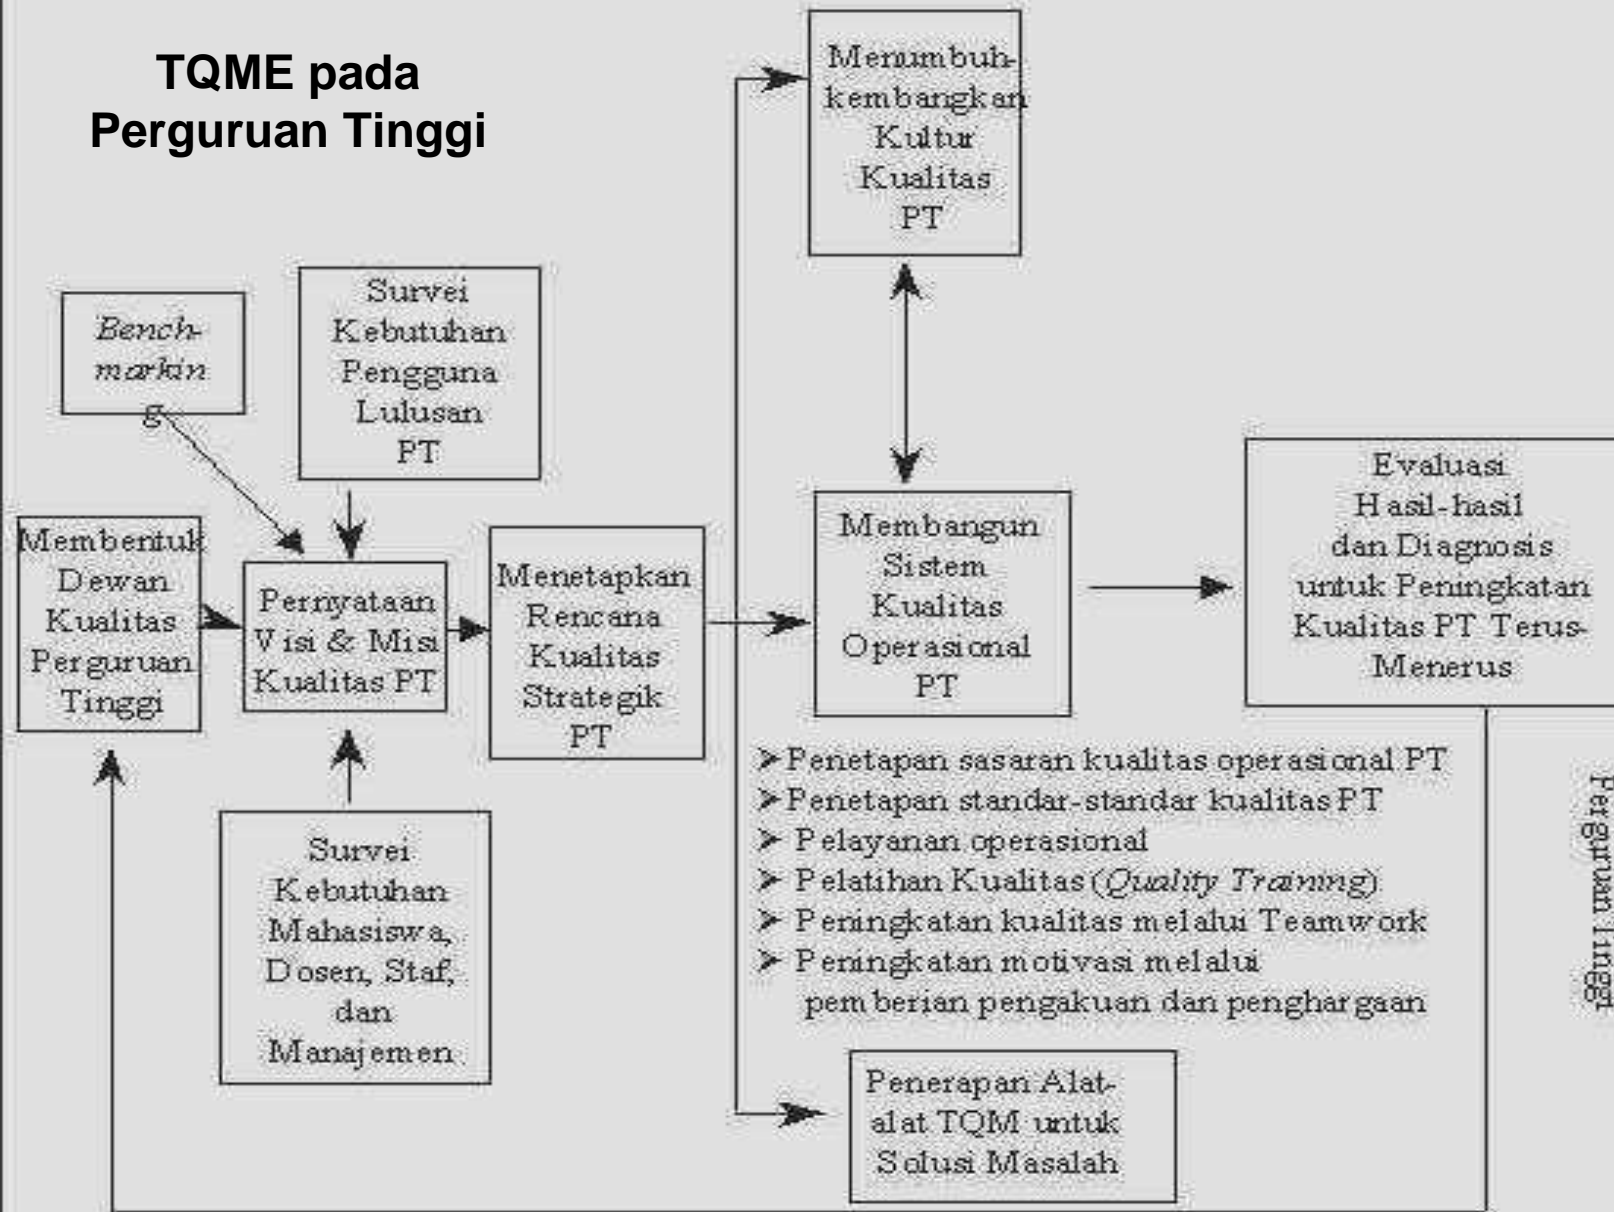 TQME pada
Perguruan Tinggi
Menumbuh-
kembangkan
Kultur
Kualitas
PT
Bench-
markin
g
Survei
Kebutuhan
Pengguna
Lulusan
PT
Membentuk
Dewan
Kualitas
Perguruan
Tinggi
Pernyataan
Visi & Misi
Kualitas PT
Menetapkan
Rencana
Kualitas
Strategik
PT
Membangun
Sistem
Kualitas
Operasional
PT
Evaluasi
Hasil-hasil
dan Diagnosis
untuk Peningkatan
Kualitas PT Terus-
Menerus
Survei
Kebutuhan
Mahasiswa,
Dosen, Staf,
dan
Manajemen
➢ Penetapan sasaran kualitas operasional PT
➢ Penetapan standar-standar kualitas PT
➢ Pelayanan operasional
➢ Pelatihan Kualitas (Quality Training)
➢ Peningkatan kualitas melalui Teamwork
➢ Peningkatan motivasi melalui
pemberian pengakuan dan penghargaan
Penerapan Alat-
alat TQM untuk
Solusi Masalah
Perguruan Tinggi